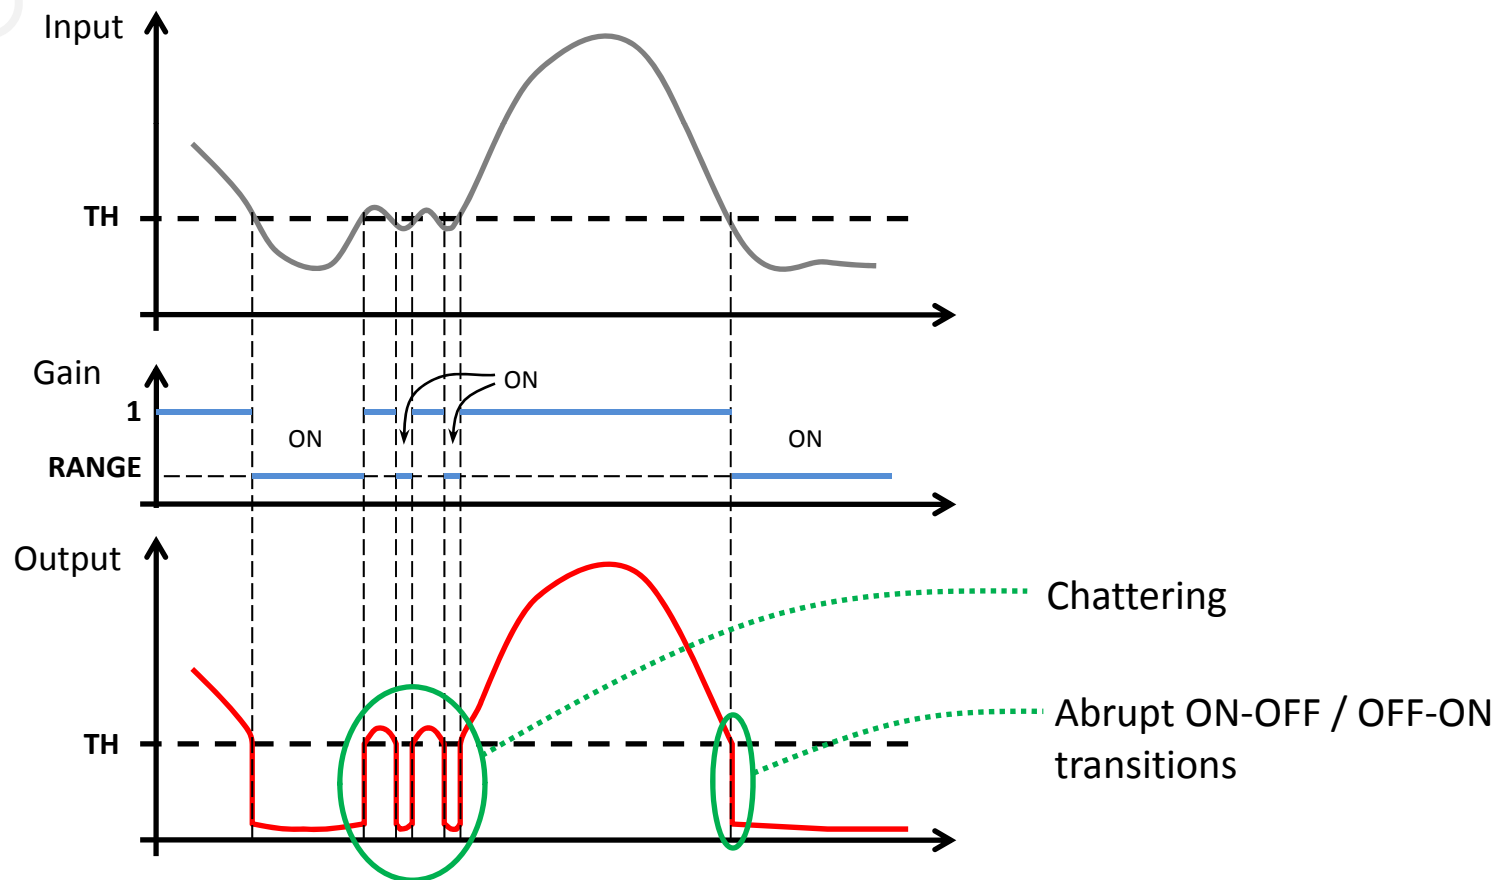 Input
TH
Gain
1
ON
ON
ON
RANGE
Output
Chattering
Abrupt ON-OFF / OFF-ON
transitions
TH